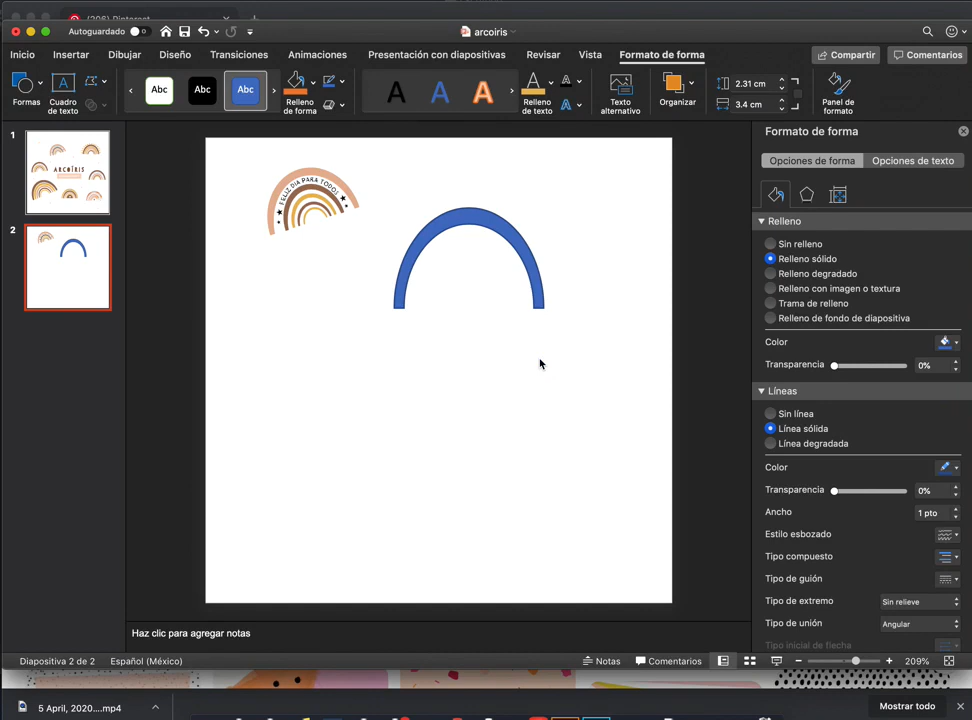 (206) Pinterest
Autoguardado
arcoiris
Inicio Insertar Dibujar Diseño Transiciones Animaciones Presentación con diapositivas Revisar Vista Formato de forma Compartir Comentarios
Formas
Cuadro de texto
Abc Abc Abc
Relleno de forma
A A A
Relleno de texto
Texto alternativo
Organizar
2.31 cm
3.4 cm
Panel de formato
1
ARCOÍRIS
2
FELIZ DIA PARA TODOS
Formato de forma
Opciones de forma Opciones de texto
Relleno
Sin relleno
Relleno sólido
Relleno degradado
Relleno con imagen o textura
Trama de relleno
Relleno de fondo de diapositiva
Color
Transparencia 0%
Líneas
Sin línea
Línea sólida
Línea degradada
Color
Transparencia 0%
Ancho 1 pto
Estilo esbozado
Tipo compuesto
Tipo de guión
Tipo de extremo Sin relieve
Tipo de unión Angular
Tipo inicial de flecha
Haz clic para agregar notas
Diapositiva 2 de 2 Español (México) Notas Comentarios 209%
5 April, 2020....mp4 Mostrar todo